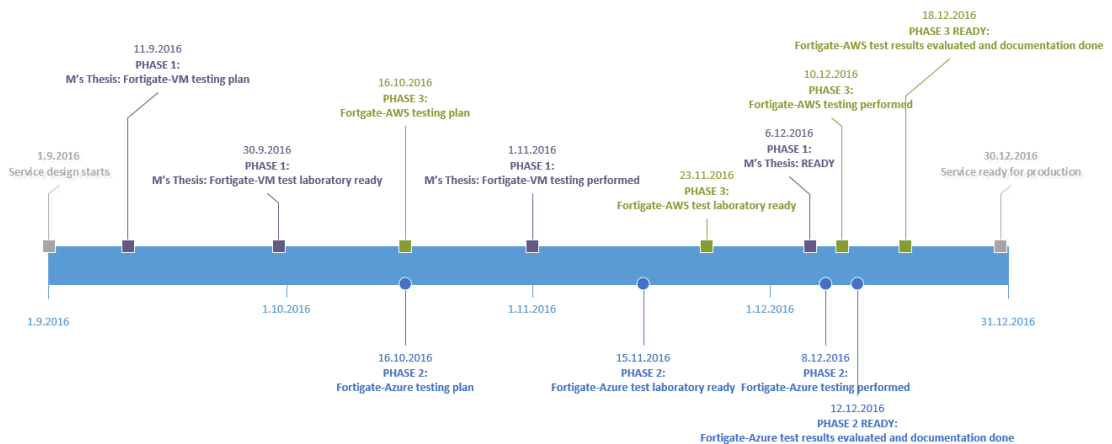 18.12.2016
PHASE 3 READY:
Fortigate-AWS test results evaluated and documentation done
11.9.2016
PHASE 1:
M's Thesis: Fortigate-VM testing plan
16.10.2016
PHASE 3:
Fortgate-AWS testing plan
10.12.2016
PHASE 3:
Fortgate-AWS testing performed
1.9.2016
Service design starts
30.9.2016
PHASE 1:
M's Thesis: Fortigate-VM test laboratory ready
1.11.2016
PHASE 1:
M's Thesis: Fortigate-VM testing performed
6.12.2016
PHASE 1:
M's Thesis: READY
30.12.2016
Service ready for production
23.11.2016
PHASE 3:
Fortgate-AWS test laboratory ready
1.9.2016
1.10.2016
1.11.2016
1.12.2016
31.12.2016
16.10.2016
PHASE 2:
Fortigate-Azure testing plan
15.11.2016
PHASE 2:
Fortigate-Azure test laboratory ready
8.12.2016
PHASE 2:
Fortigate-Azure testing performed
12.12.2016
PHASE 2 READY:
Fortigate-Azure test results evaluated and documentation done